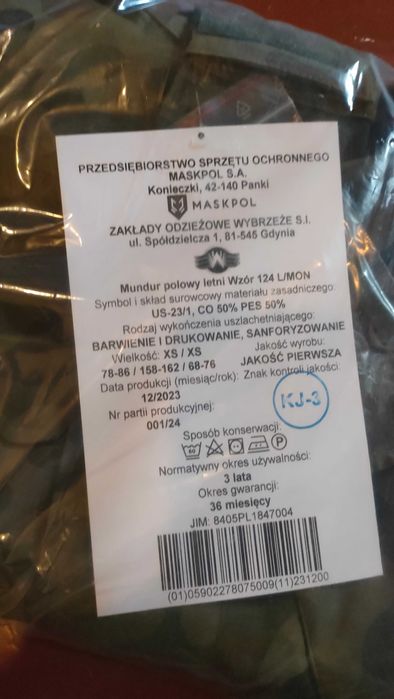 PRZEDSIĘBIORSTWO SPRZĘTU OCHRONNEGO
MASKPOL S.A.
Konieczki, 42-140 Panki
MASKPOL
ZAKŁADY ODZIEŻOWE WYBRZEŻE S.I.
ul. Spółdzielcza 1, 81-545 Gdynia
Mundur polowy letni Wzór 124 L/MON
Symbol i skład surowcowy materiału zasadniczego:
US-23/1, CO 50% PES 50%
Rodzaj wykończenia uszlachetniającego:
BARWIENIE I DRUKOWANIE, SANFORYZOWANIE
Wielkość: XS / XS Jakość wyrobu:
78-86 / 158-162 / 68-76 JAKOŚĆ PIERWSZA
Data produkcji (miesiąc/rok): Znak kontroli jakości:
12/2023
KJ-3
Nr partii produkcyjnej:
001/24
Sposób konserwacji:
60 P
Normatywny okres używalności:
3 lata
Okres gwarancji:
36 miesięcy
JIM: 8405PL1847004
(01)05902278075009(11)231200